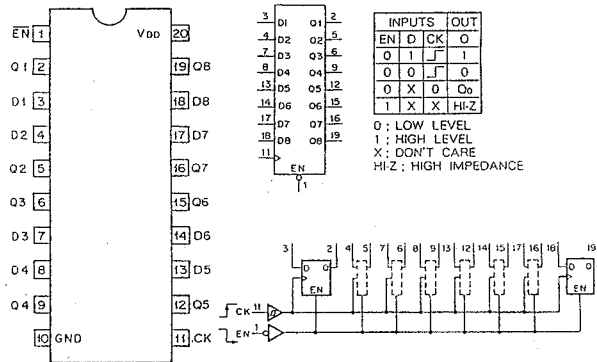 EN 1
VDD 20
Q1 2
19 Q8
D1 3
18 D8
D2 4
17 D7
Q2 5
16 Q7
Q3 6
15 Q6
D3 7
14 D6
D4 8
13 D5
Q4 9
12 Q5
10 GND
11 CK
3 D1 Q1 2
4 D2 Q2 5
7 D3 Q3 6
8 D4 Q4 9
13 D5 Q5 12
14 D6 Q6 15
17 D7 Q7 16
18 D8 Q8 19
11
EN
1
INPUTS OUT
EN D CK O
0 1 1
0 0 0
0 X 0 Qo
1 X X HI-Z
0 ; LOW LEVEL
1 ; HIGH LEVEL
X ; DON'T CARE
HI-Z ; HIGH IMPEDANCE
3 2 4 5 7 6 8 9 13 12 14 15 17 16 18 19
D Q
EN
D Q
EN
CK 11
EN 1